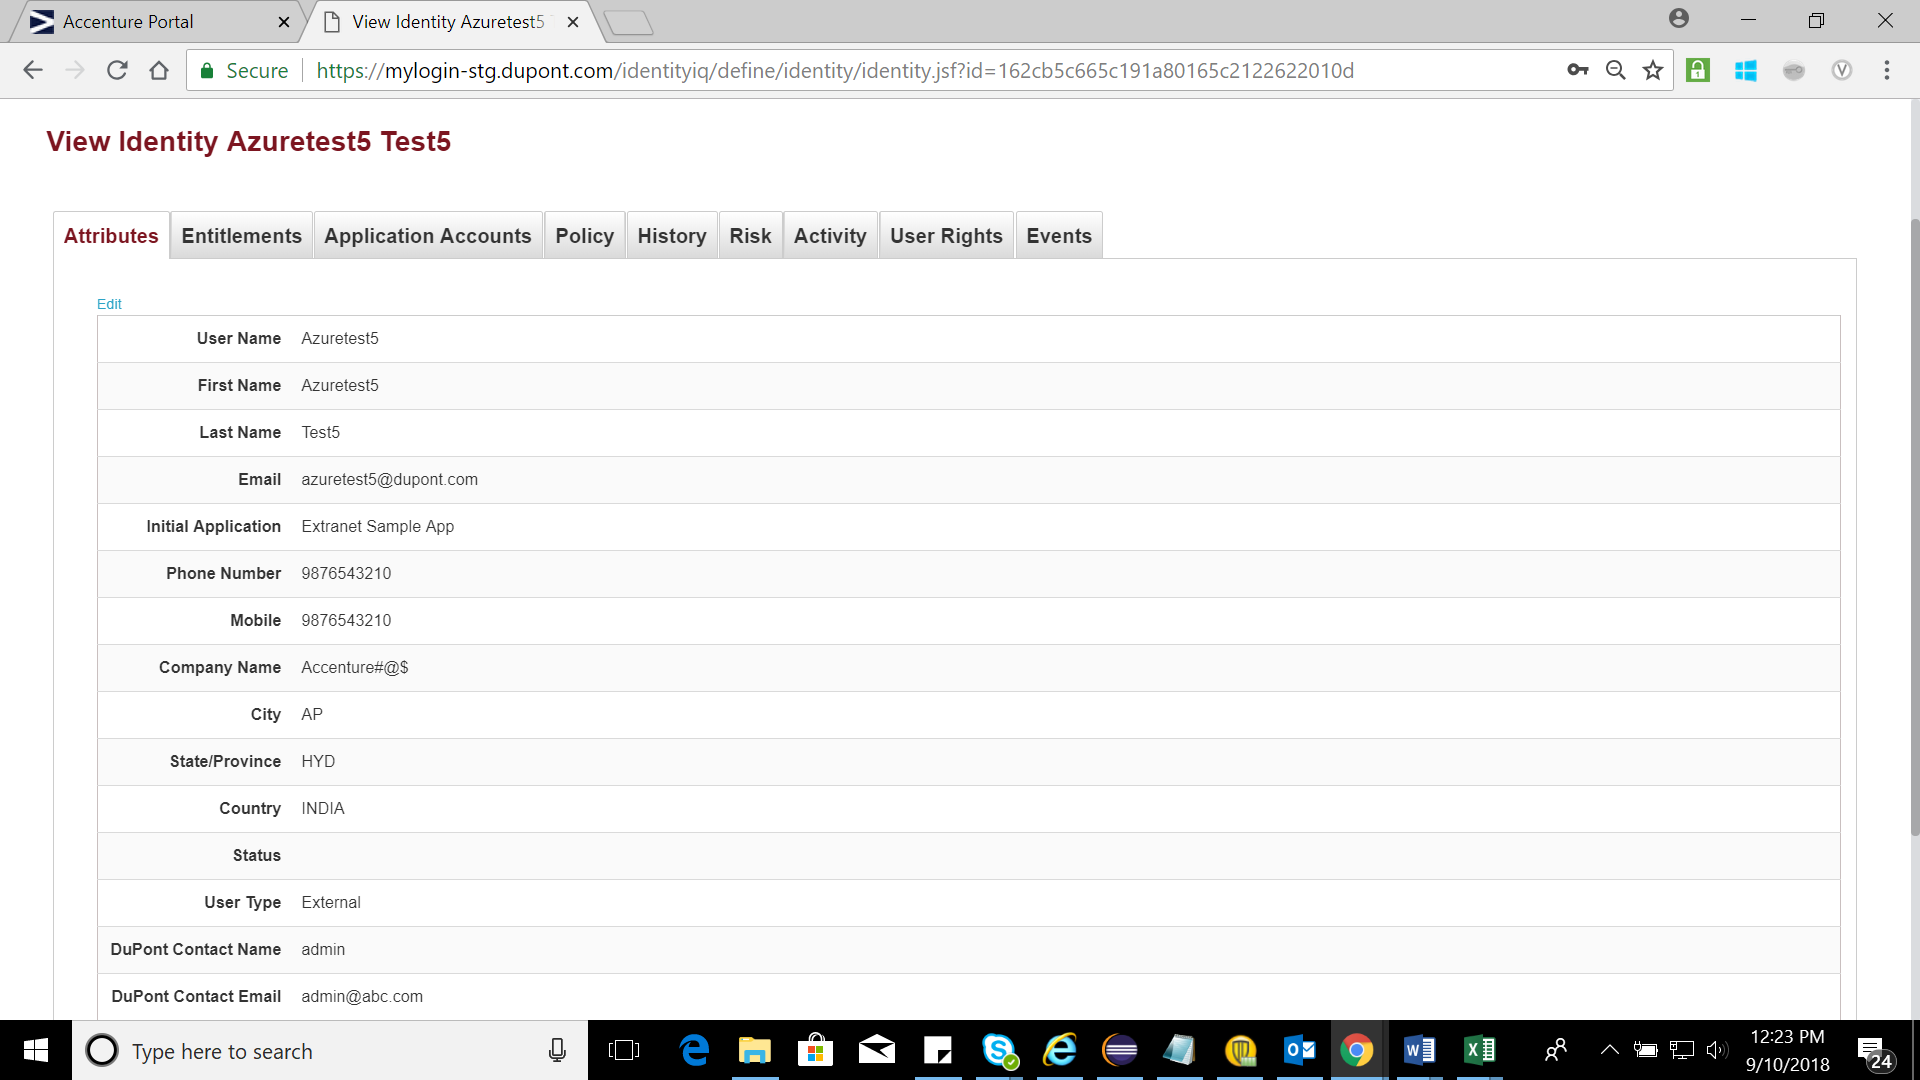 Accenture Portal
View Identity Azuretest5
Secure
https://mylogin-stg.dupont.com/identityiq/define/identity/identity.jsf?id=162cb5c665c191a80165c2122622010d
View Identity Azuretest5 Test5
Attributes Entitlements Application Accounts Policy History Risk Activity User Rights Events
Edit
User Name Azuretest5
First Name Azuretest5
Last Name Test5
Email azuretest5@dupont.com
Initial Application Extranet Sample App
Phone Number 9876543210
Mobile 9876543210
Company Name Accenture#@$
City AP
State/Province HYD
Country INDIA
Status
User Type External
DuPont Contact Name admin
DuPont Contact Email admin@abc.com
Type here to search
12:23 PM
9/10/2018
24